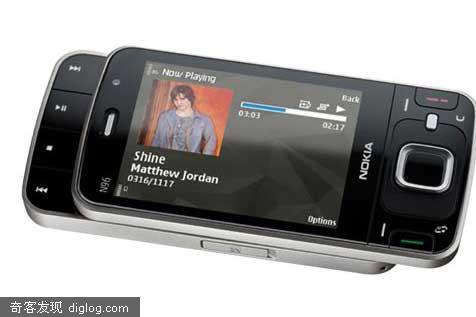 Now Playing
Back
03:03
02:17
Shine
Matthew Jordan
0316/1117
Options
NOKIA
N96
奇客发现 diglog.com